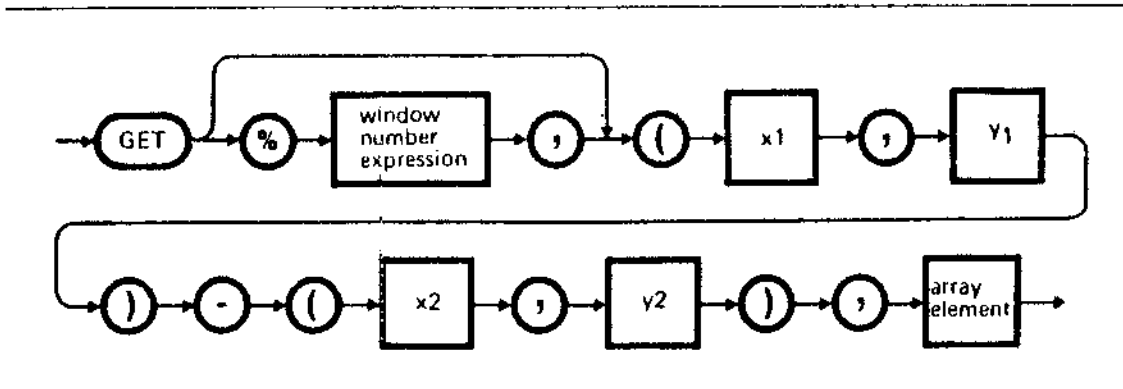 GET % window number expression , ( x1 , y1
) - ( x2 , y2 ) , array element